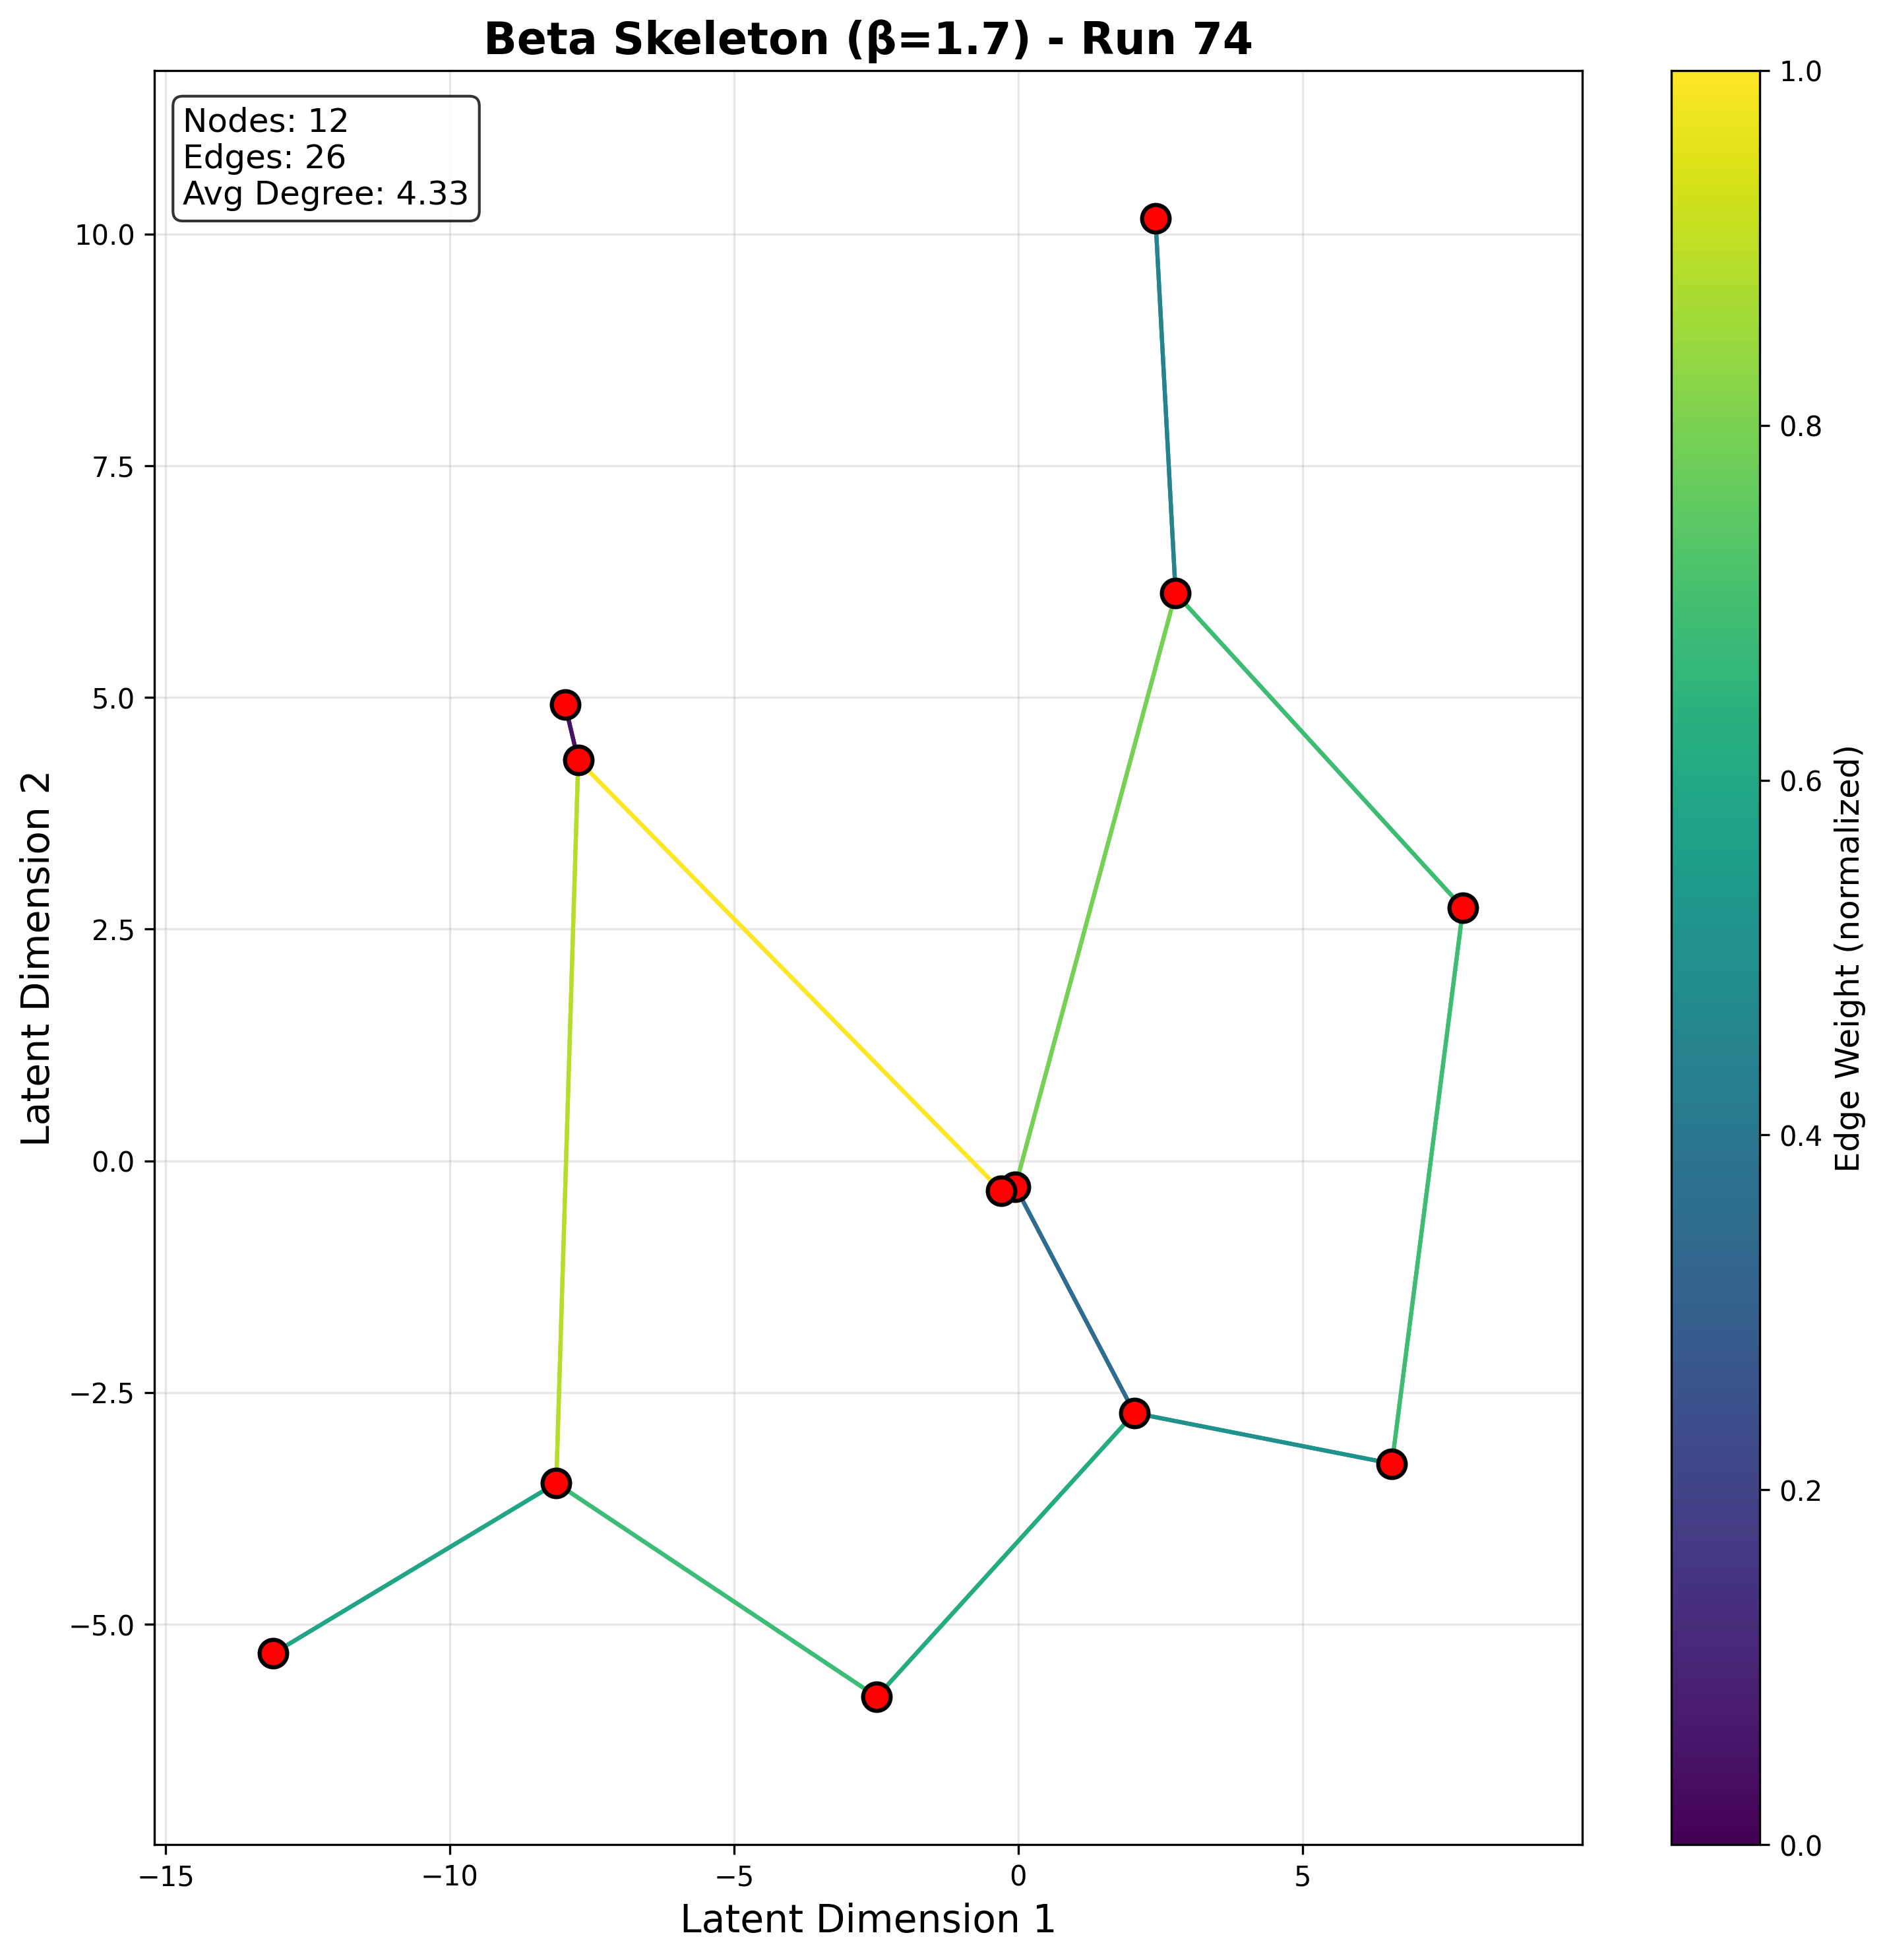 Beta Skeleton (β=1.7) - Run 74
Nodes: 12
Edges: 26
Avg Degree: 4.33
10.0
7.5
5.0
2.5
0.0
−2.5
−5.0
Latent Dimension 2
−15
−10
−5
0
5
Latent Dimension 1
1.0
0.8
0.6
0.4
0.2
0.0
Edge Weight (normalized)